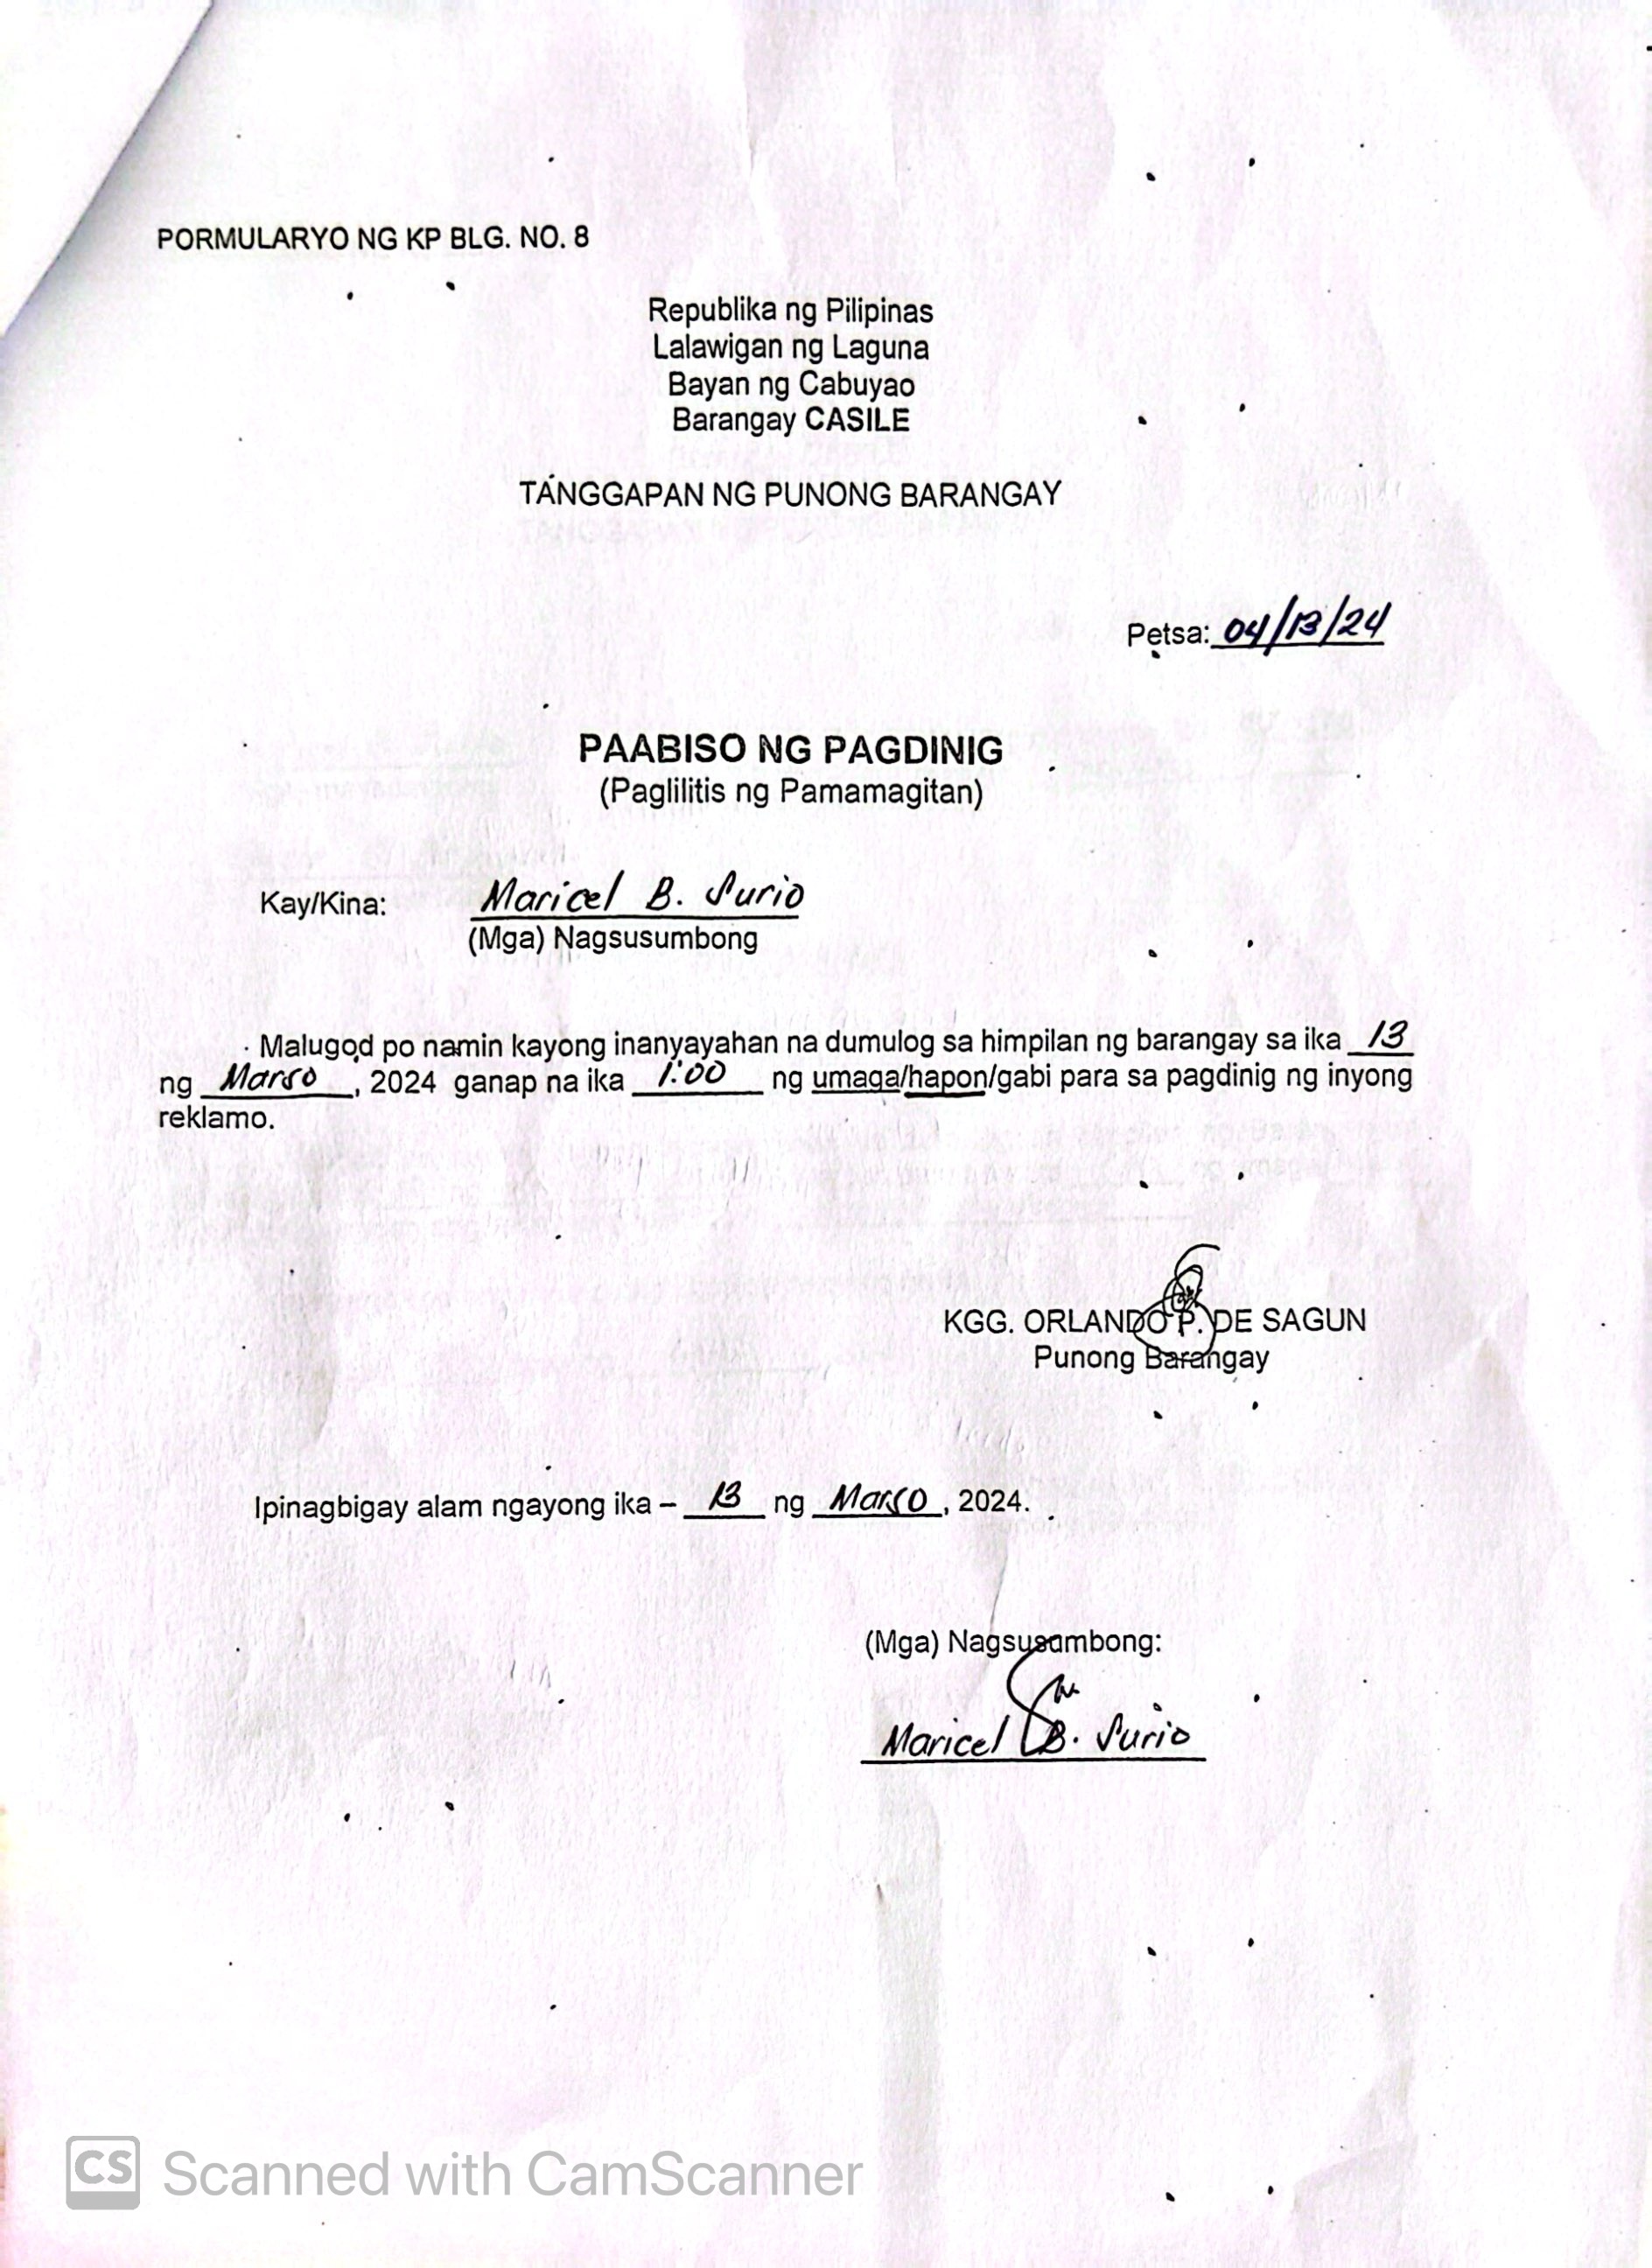 PORMULARYO NG KP BLG. NO. 8
Republika ng Pilipinas
Lalawigan ng Laguna
Bayan ng Cabuyao
Barangay CASILE
TANGGAPAN NG PUNONG BARANGAY
Petsa: 04/13/24
PAABISO NG PAGDINIG
(Paglilitis ng Pamamagitan)
Kay/Kina: Maricel B. Surio
(Mga) Nagsusumbong
Malugod po namin kayong inanyayahan na dumulog sa himpilan ng barangay sa ika 13
ng Marso, 2024 ganap na ika 1:00 ng umaga/hapon/gabi para sa pagdinig ng inyong
reklamo.
KGG. ORLANDO P. DE SAGUN
Punong Barangay
Ipinagbigay alam ngayong ika – 13 ng Marso, 2024.
(Mga) Nagsusumbong:
Maricel B. Surio
CS Scanned with CamScanner